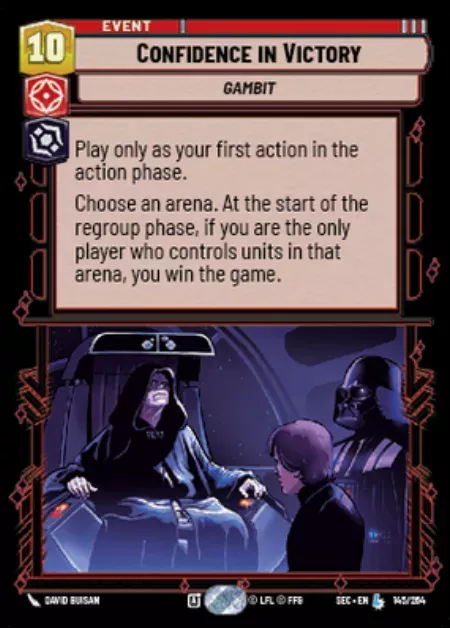 EVENT
10
CONFIDENCE IN VICTORY
GAMBIT
Play only as your first action in the
action phase.
Choose an arena. At the start of the
regroup phase, if you are the only
player who controls units in that
arena, you win the game.
DAVID BUISAN
© LFL © FFG
SEC • EN
145/264